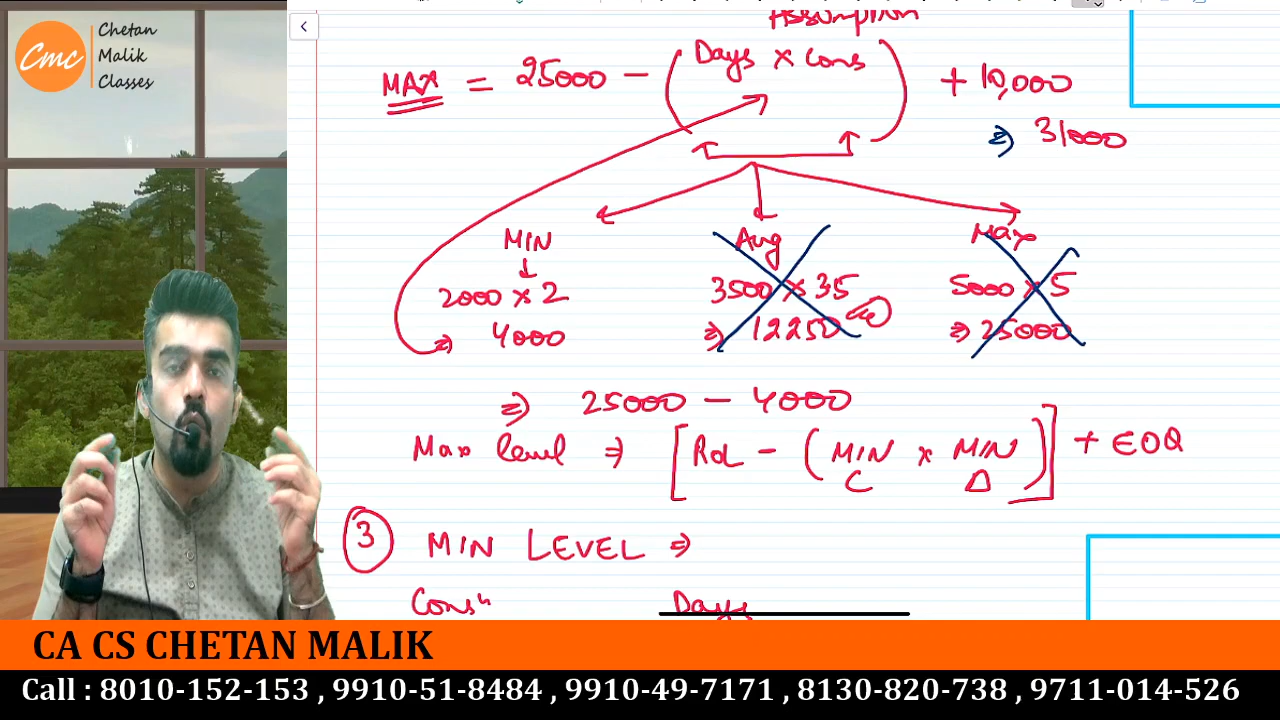 Cmc
Chetan
Malik
Classes
Assumption
MAX = 25000 - (Days x Cons) + 10,000
⇒ 31000
MIN Avg Max
2000 x 2 3500 x 35 5000 x 5
⇒ 4000 ⇒ 12250 ⇒ 25000
⇒ 25000 - 4000
Max level ⇒ [ROL - (MIN x MIN)] + EOQ
C D
3 MIN LEVEL ⇒
Consⁿ Days
CA CS CHETAN MALIK
Call : 8010-152-153 , 9910-51-8484 , 9910-49-7171 , 8130-820-738 , 9711-014-526